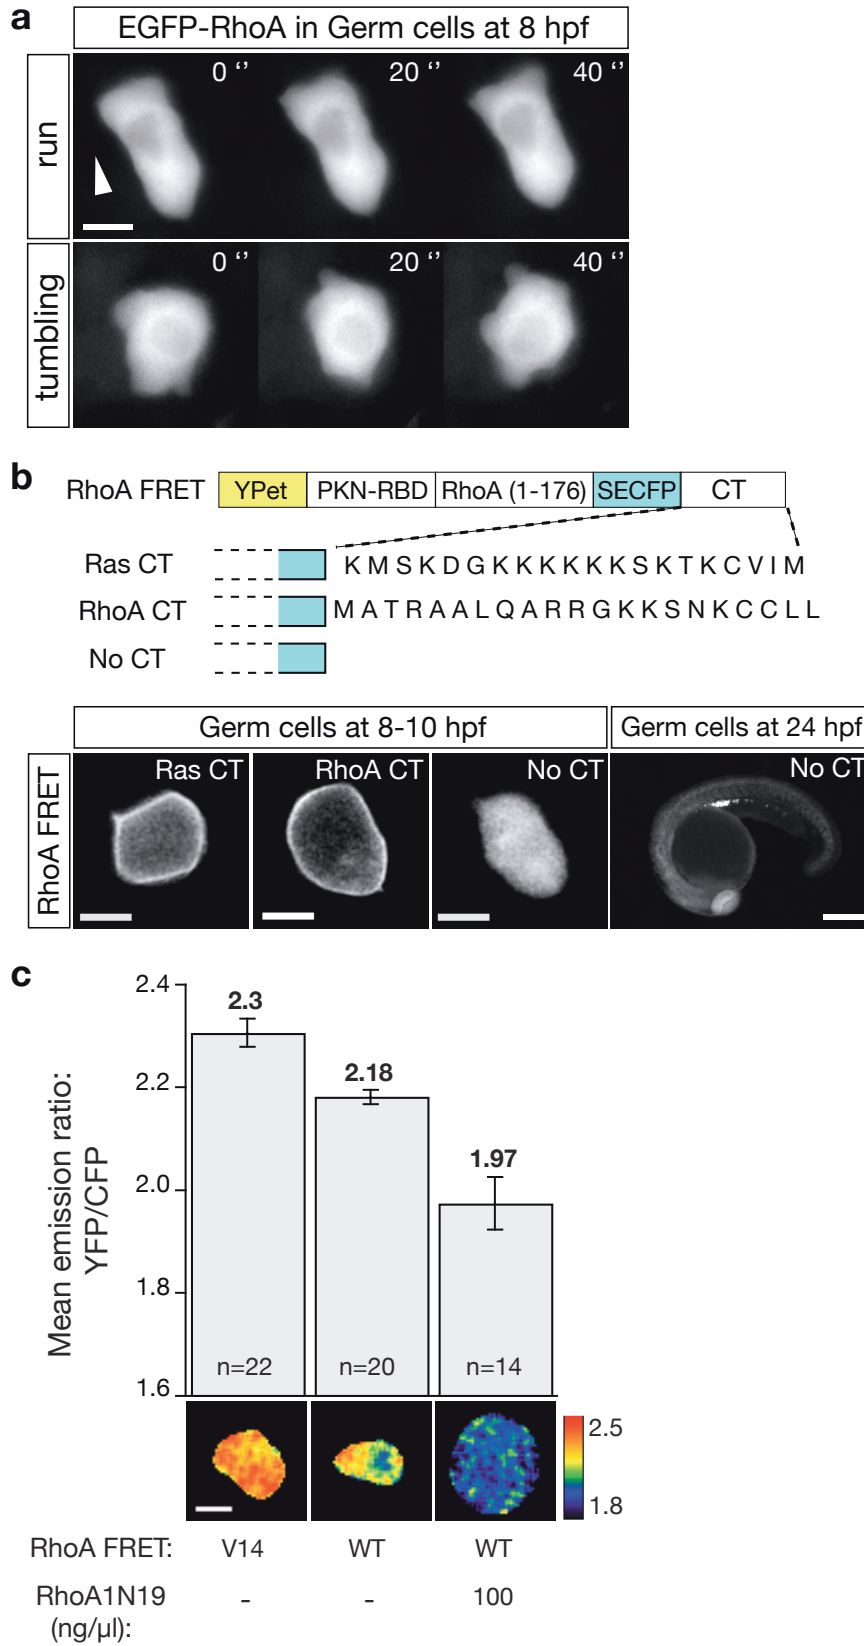 a
EGFP-RhoA in Germ cells at 8 hpf
run
0 ‘’ 20 ‘’ 40 ‘’
tumbling
0 ‘’ 20 ‘’ 40 ‘’
b
RhoA FRET YPet PKN-RBD RhoA (1-176) SECFP CT
Ras CT K M S K D G K K K K K K S K T K C V I M
RhoA CT M A T R A A L Q A R R G K K S N K C C L L
No CT
Germ cells at 8-10 hpf Germ cells at 24 hpf
RhoA FRET
Ras CT RhoA CT No CT No CT
c
Mean emission ratio:
YFP/CFP
2.4
2.2
2.0
1.8
1.6
2.3
2.18
1.97
n=22 n=20 n=14
2.5
1.8
RhoA FRET: V14 WT WT
RhoA1N19 - - 100
(ng/µl):